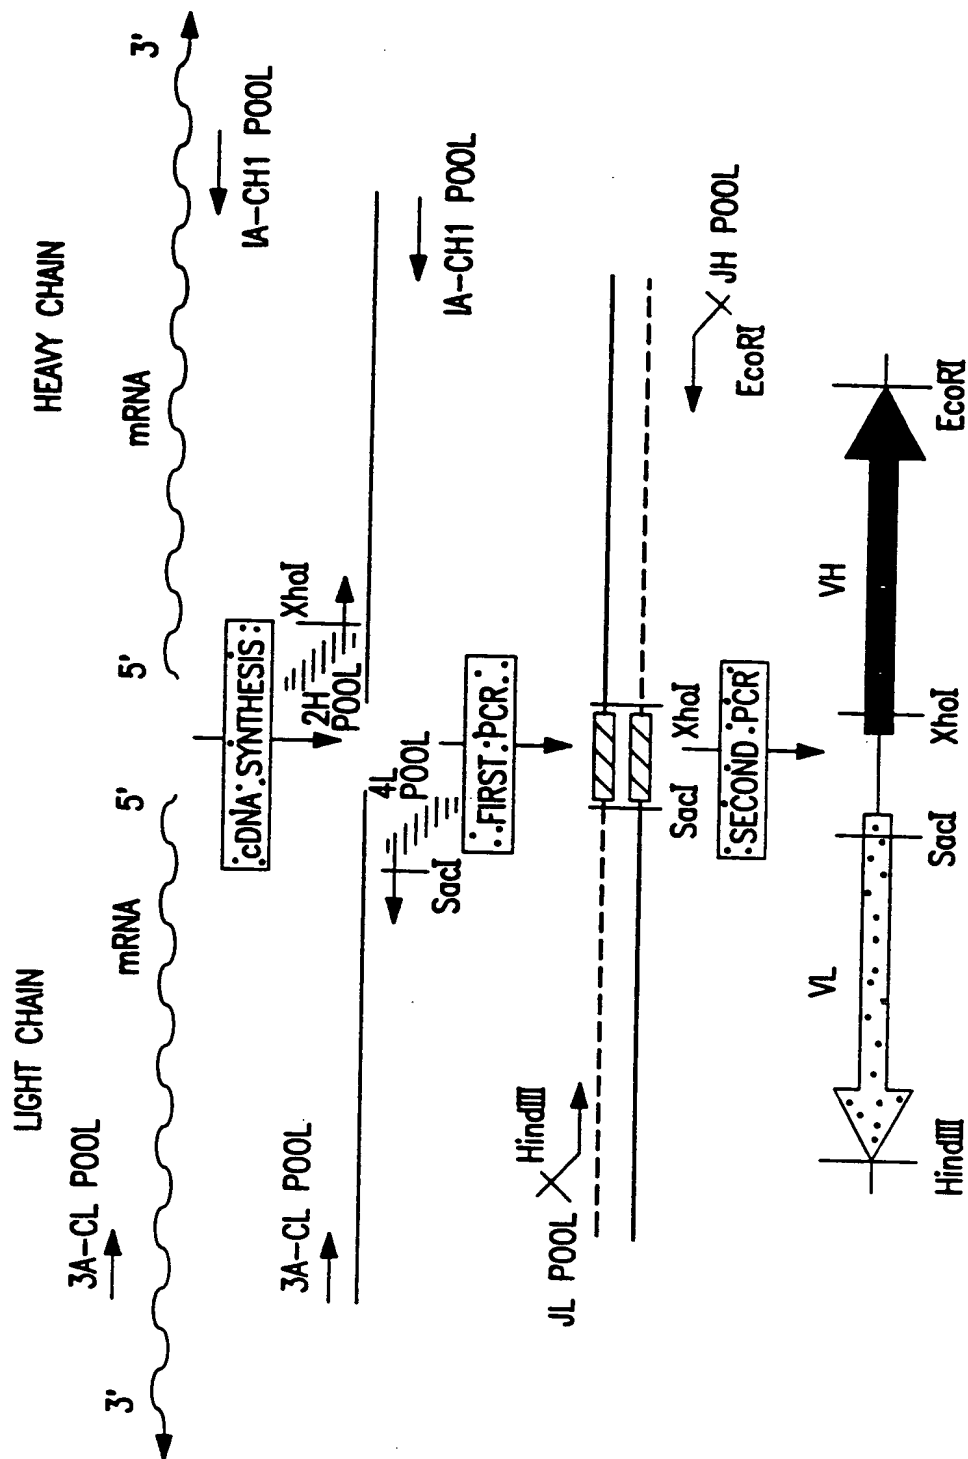 LIGHT CHAIN
HEAVY CHAIN
3'
mRNA
5'
5'
mRNA
3'
3A-CL POOL
IA-CH1 POOL
cDNA SYNTHESIS
3A-CL POOL
4L
POOL
SacI
2H
POOL
XhoI
IA-CH1 POOL
FIRST PCR
JL POOL
HindIII
SacI
XhoI
EcoRI
JH POOL
SECOND PCR
VL
VH
HindIII
SacI
XhoI
EcoRI